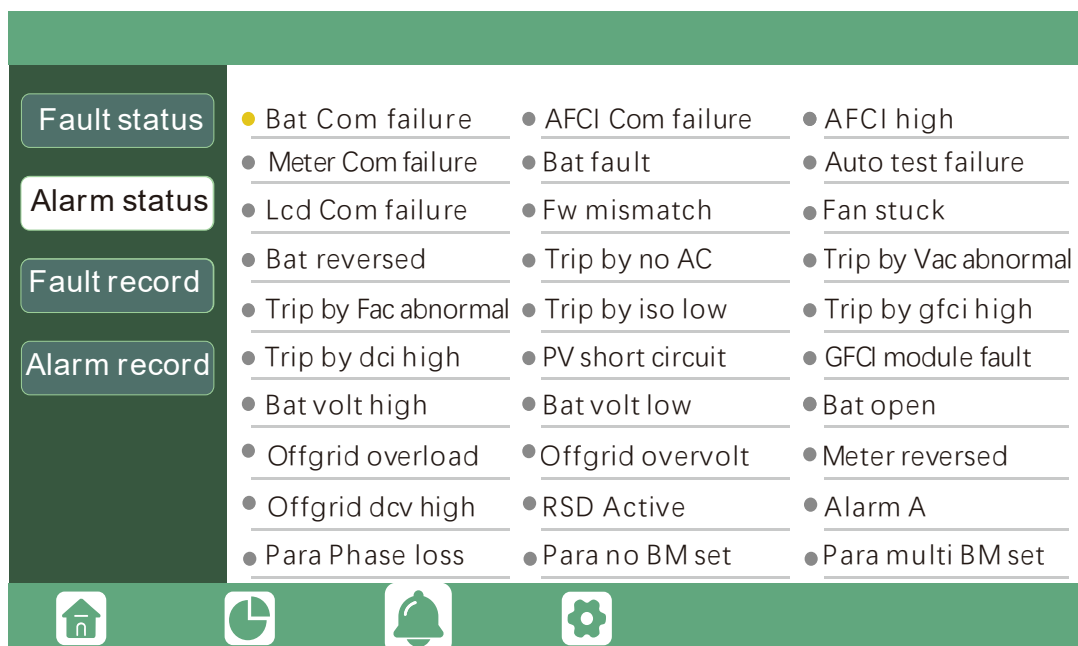 Fault status
Alarm status
Fault record
Alarm record
Bat Com failure
AFCI Com failure
AFCI high
Meter Com failure
Bat fault
Auto test failure
Lcd Com failure
Fw mismatch
Fan stuck
Bat reversed
Trip by no AC
Trip by Vac abnormal
Trip by Fac abnormal
Trip by iso low
Trip by gfci high
Trip by dci high
PV short circuit
GFCI module fault
Bat volt high
Bat volt low
Bat open
Offgrid overload
Offgrid overvolt
Meter reversed
Offgrid dcv high
RSD Active
Alarm A
Para Phase loss
Para no BM set
Para multi BM set